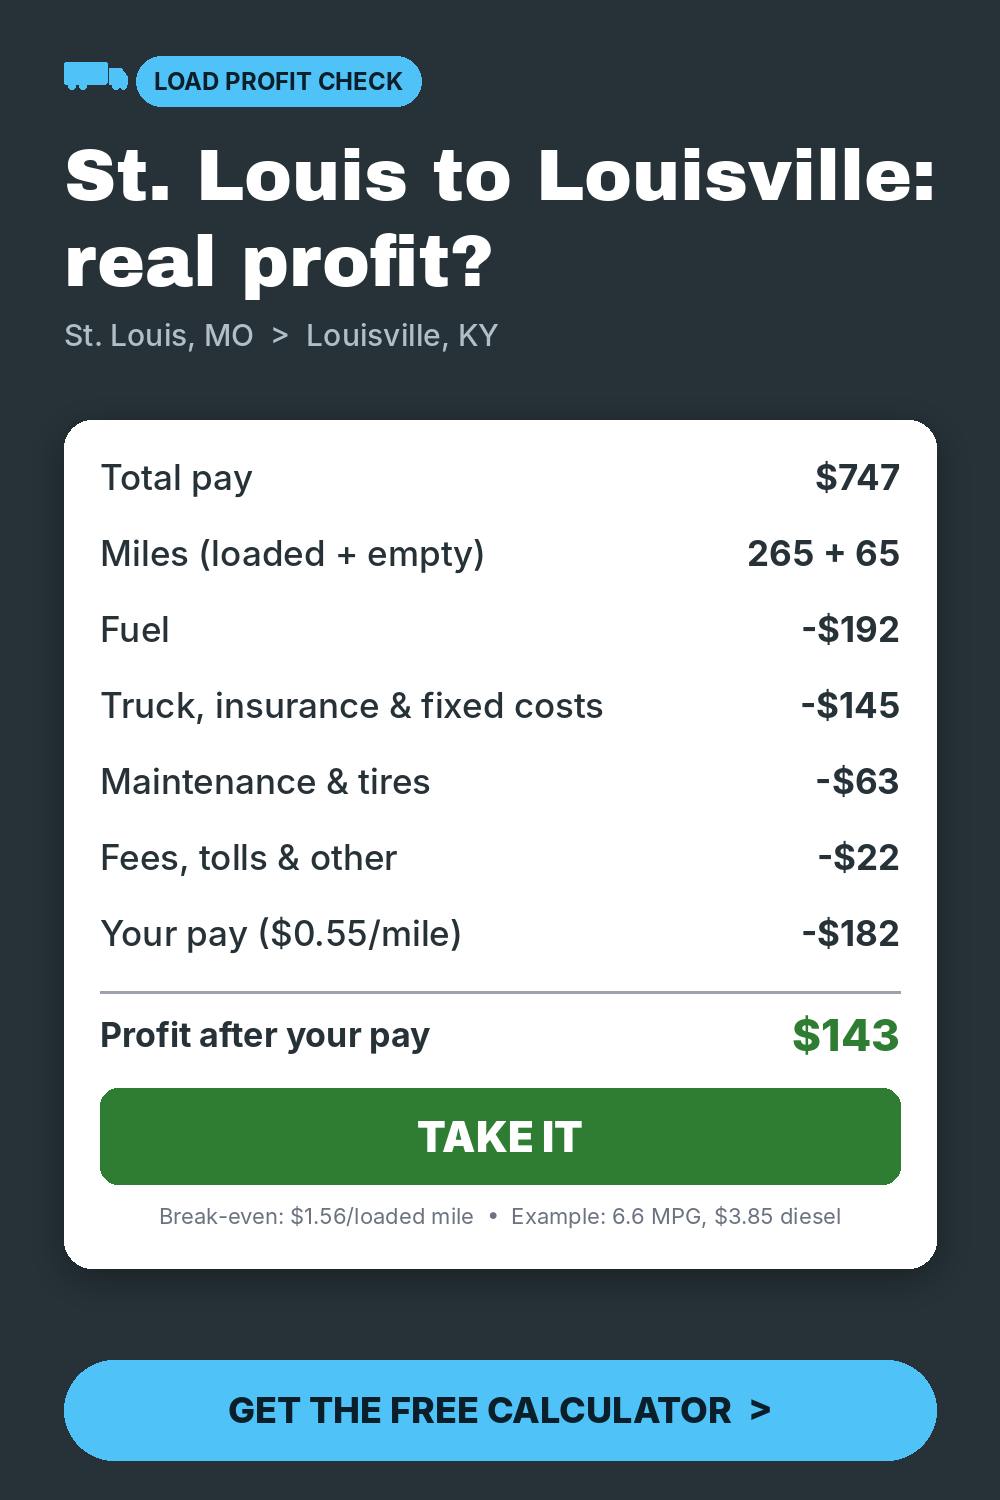 LOAD PROFIT CHECK
St. Louis to Louisville:
real profit?
St. Louis, MO > Louisville, KY
Total pay $747
Miles (loaded + empty) 265 + 65
Fuel -$192
Truck, insurance & fixed costs -$145
Maintenance & tires -$63
Fees, tolls & other -$22
Your pay ($0.55/mile) -$182
Profit after your pay $143
TAKE IT
Break-even: $1.56/loaded mile • Example: 6.6 MPG, $3.85 diesel
GET THE FREE CALCULATOR >